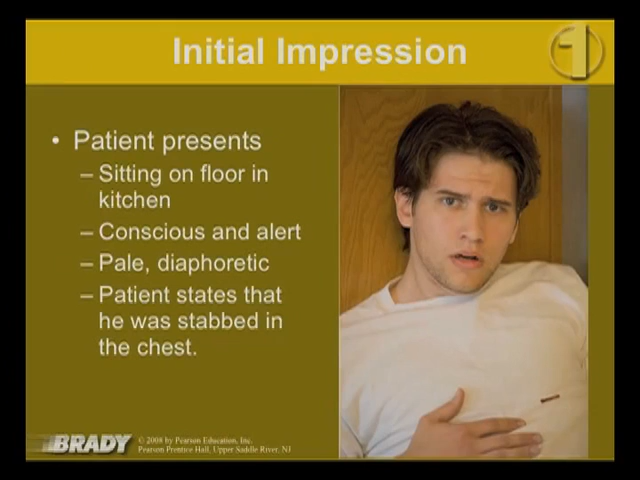 Initial Impression
1
• Patient presents
– Sitting on floor in
kitchen
– Conscious and alert
– Pale, diaphoretic
– Patient states that
he was stabbed in
the chest.
BRADY
© 2008 by Pearson Education, Inc.
Pearson Prentice Hall, Upper Saddle River, NJ